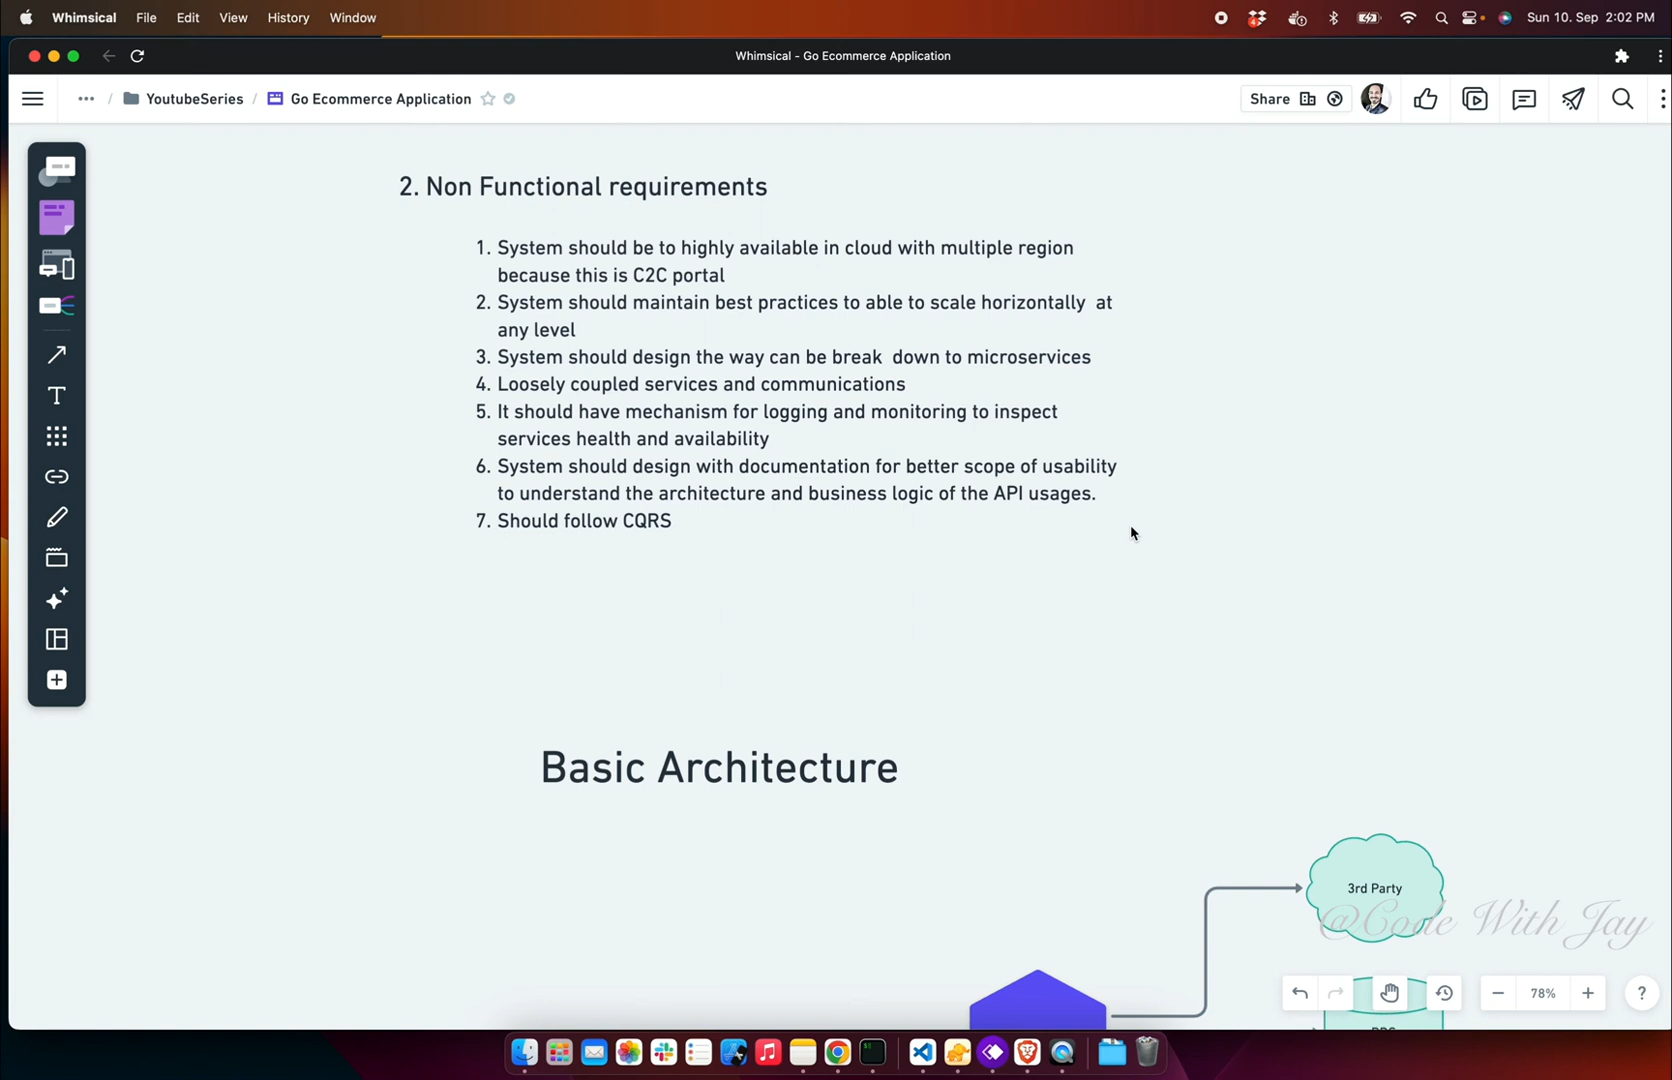 Whimsical File Edit View History Window
Sun 10. Sep 2:02 PM
Whimsical - Go Ecommerce Application
... / YoutubeSeries / Go Ecommerce Application
Share
2. Non Functional requirements
1. System should be to highly available in cloud with multiple region
because this is C2C portal
2. System should maintain best practices to able to scale horizontally at
any level
3. System should design the way can be break down to microservices
4. Loosely coupled services and communications
5. It should have mechanism for logging and monitoring to inspect
services health and availability
6. System should design with documentation for better scope of usability
to understand the architecture and business logic of the API usages.
7. Should follow CQRS
Basic Architecture
3rd Party
@Code With Jay
78%
?